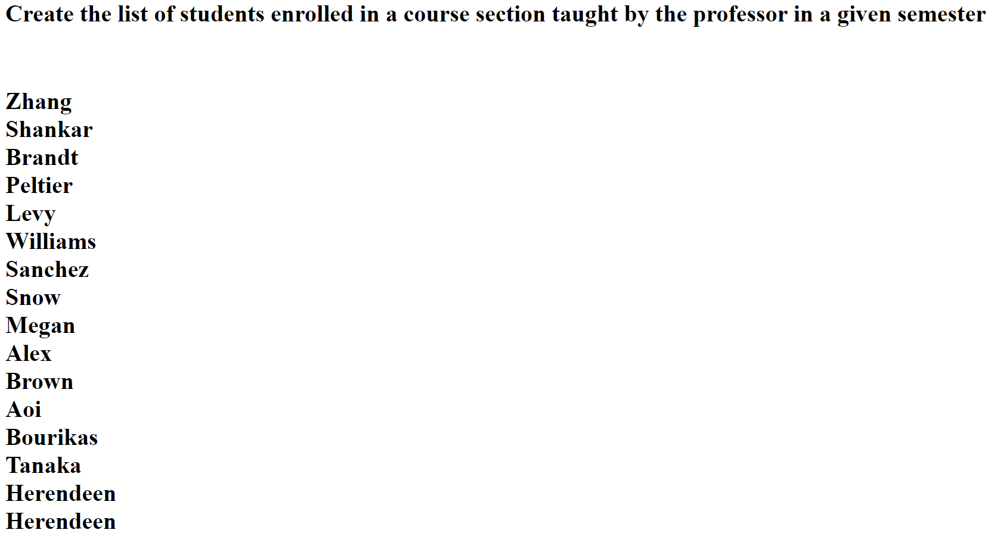 Create the list of students enrolled in a course section taught by the professor in a given semester
Zhang
Shankar
Brandt
Peltier
Levy
Williams
Sanchez
Snow
Megan
Alex
Brown
Aoi
Bourikas
Tanaka
Herendeen
Herendeen